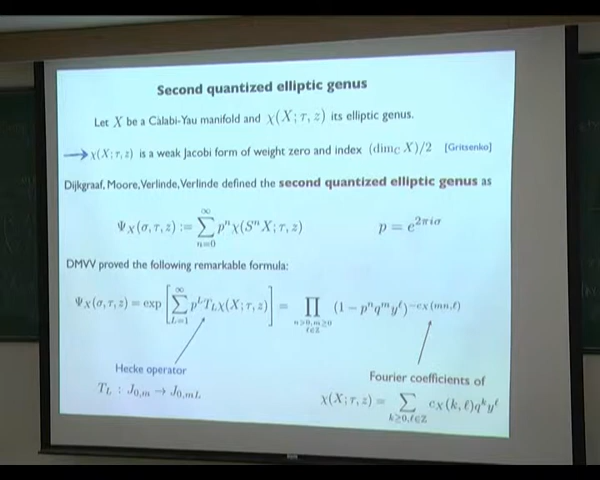 Second quantized elliptic genus
Let X be a Calabi-Yau manifold and χ(X; τ, z) its elliptic genus.
χ(X; τ, z) is a weak Jacobi form of weight zero and index (dim_C X)/2 [Gritsenko]
Dijkgraaf, Moore, Verlinde, Verlinde defined the second quantized elliptic genus as
Ψ_X(σ, τ, z) := ∑_{n=0}^{∞} p^n χ(S^n X; τ, z) p = e^{2πiσ}
DMVV proved the following remarkable formula:
Ψ_X(σ, τ, z) = exp [ ∑_{L=1}^{∞} p^L T_L χ(X; τ, z) ] = ∏_{n>0, m≥0, ℓ∈ℤ} (1 − p^n q^m y^ℓ)^{−c_X(mn,ℓ)}
Hecke operator
T_L : J_{0,m} → J_{0,mL}
Fourier coefficients of
χ(X; τ, z) = ∑_{k≥0, ℓ∈ℤ} c_X(k, ℓ) q^k y^ℓ